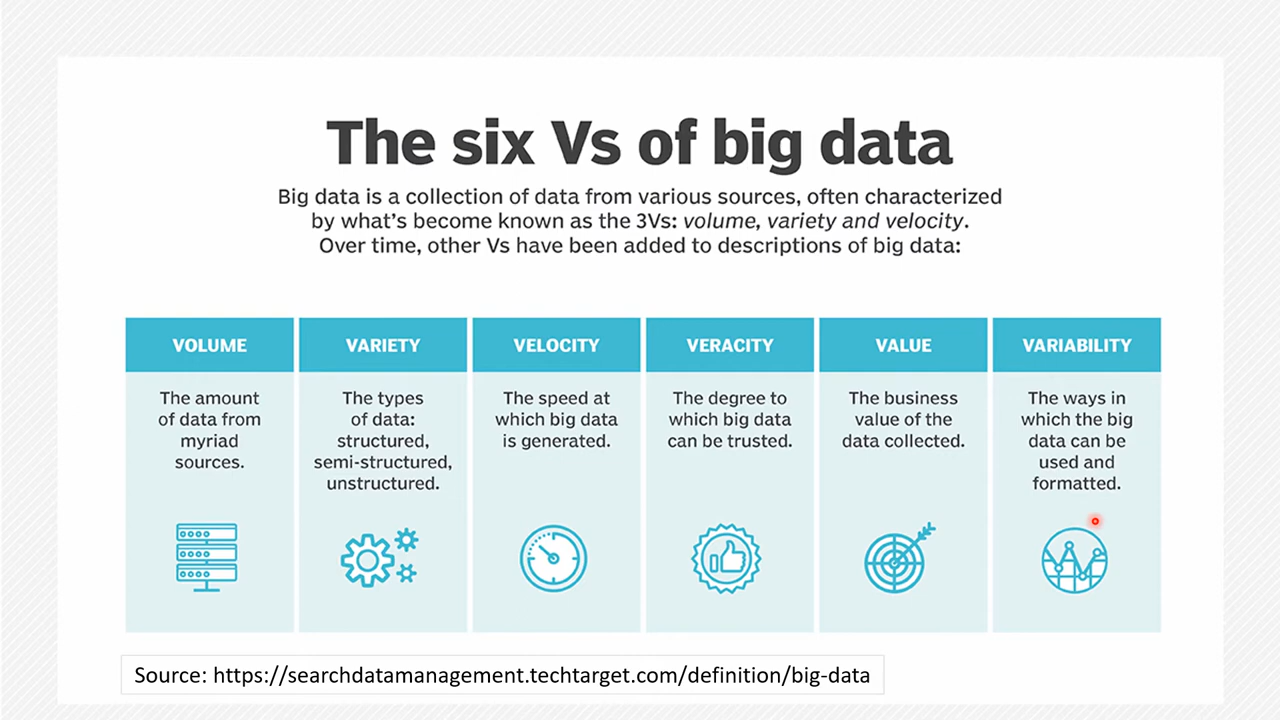 The six Vs of big data
Big data is a collection of data from various sources, often characterized
by what's become known as the 3Vs: volume, variety and velocity.
Over time, other Vs have been added to descriptions of big data:
VOLUME
The amount
of data from
myriad
sources.
VARIETY
The types
of data:
structured,
semi-structured,
unstructured.
VELOCITY
The speed at
which big data
is generated.
VERACITY
The degree to
which big data
can be trusted.
VALUE
The business
value of the
data collected.
VARIABILITY
The ways in
which the big
data can be
used and
formatted.
Source: https://searchdatamanagement.techtarget.com/definition/big-data